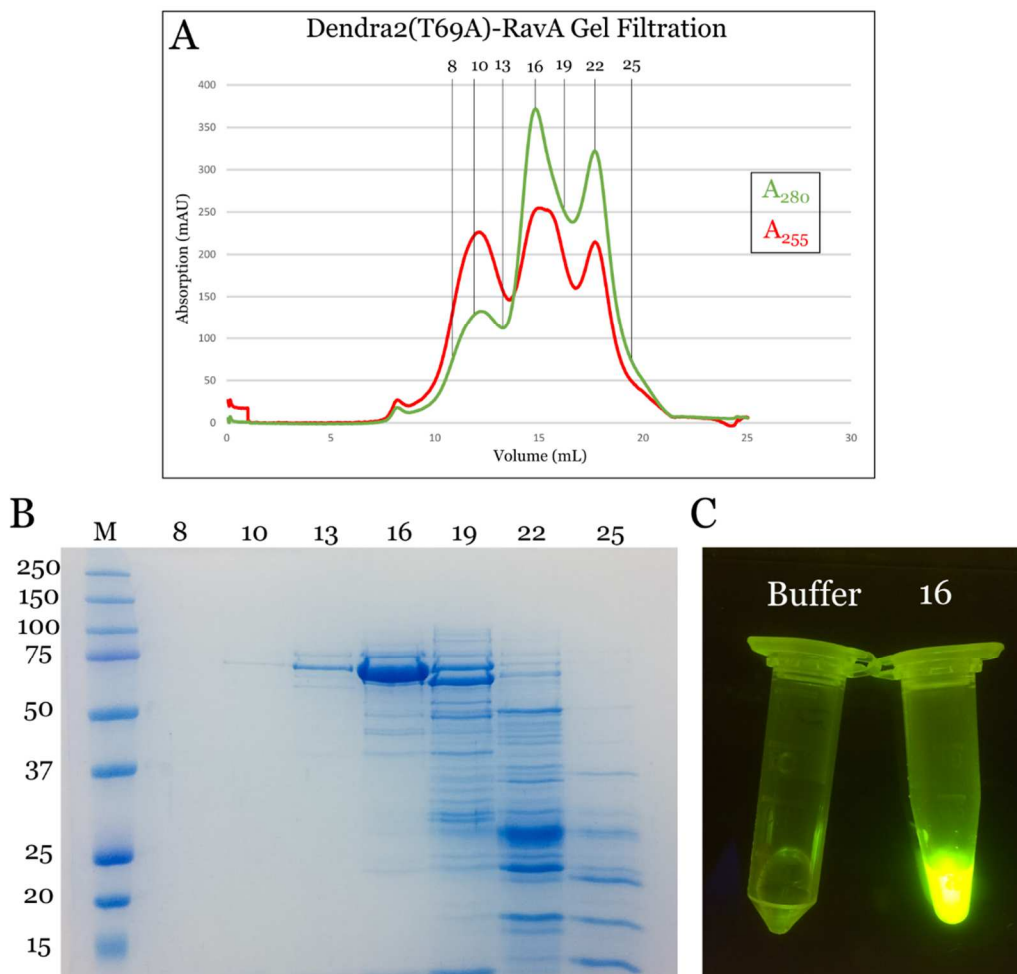 A
Dendra2(T69A)-RavA Gel Filtration
8 10 13 16 19 22 25
400
350
300
250
200
150
100
50
0
Absorption (mAU)
A280
A255
0 5 10 15 20 25 30
Volume (mL)
B
M 8 10 13 16 19 22 25
250
150
100
75
50
37
25
20
15
C
Buffer 16